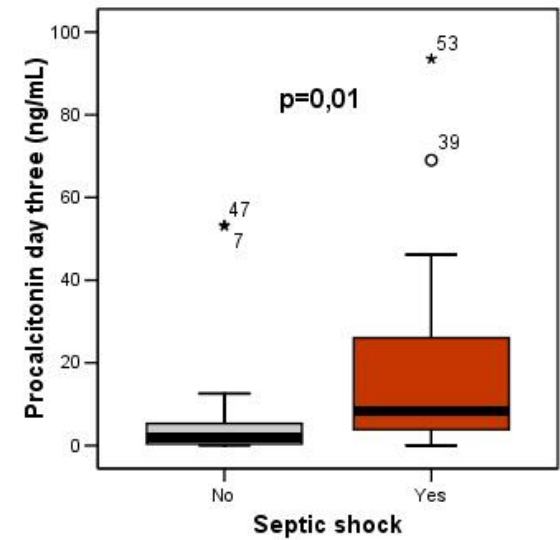 Procalcitonin day three (ng/mL)
100
80
60
40
20
0
p=0,01
53
39
47
7
No
Yes
Septic shock